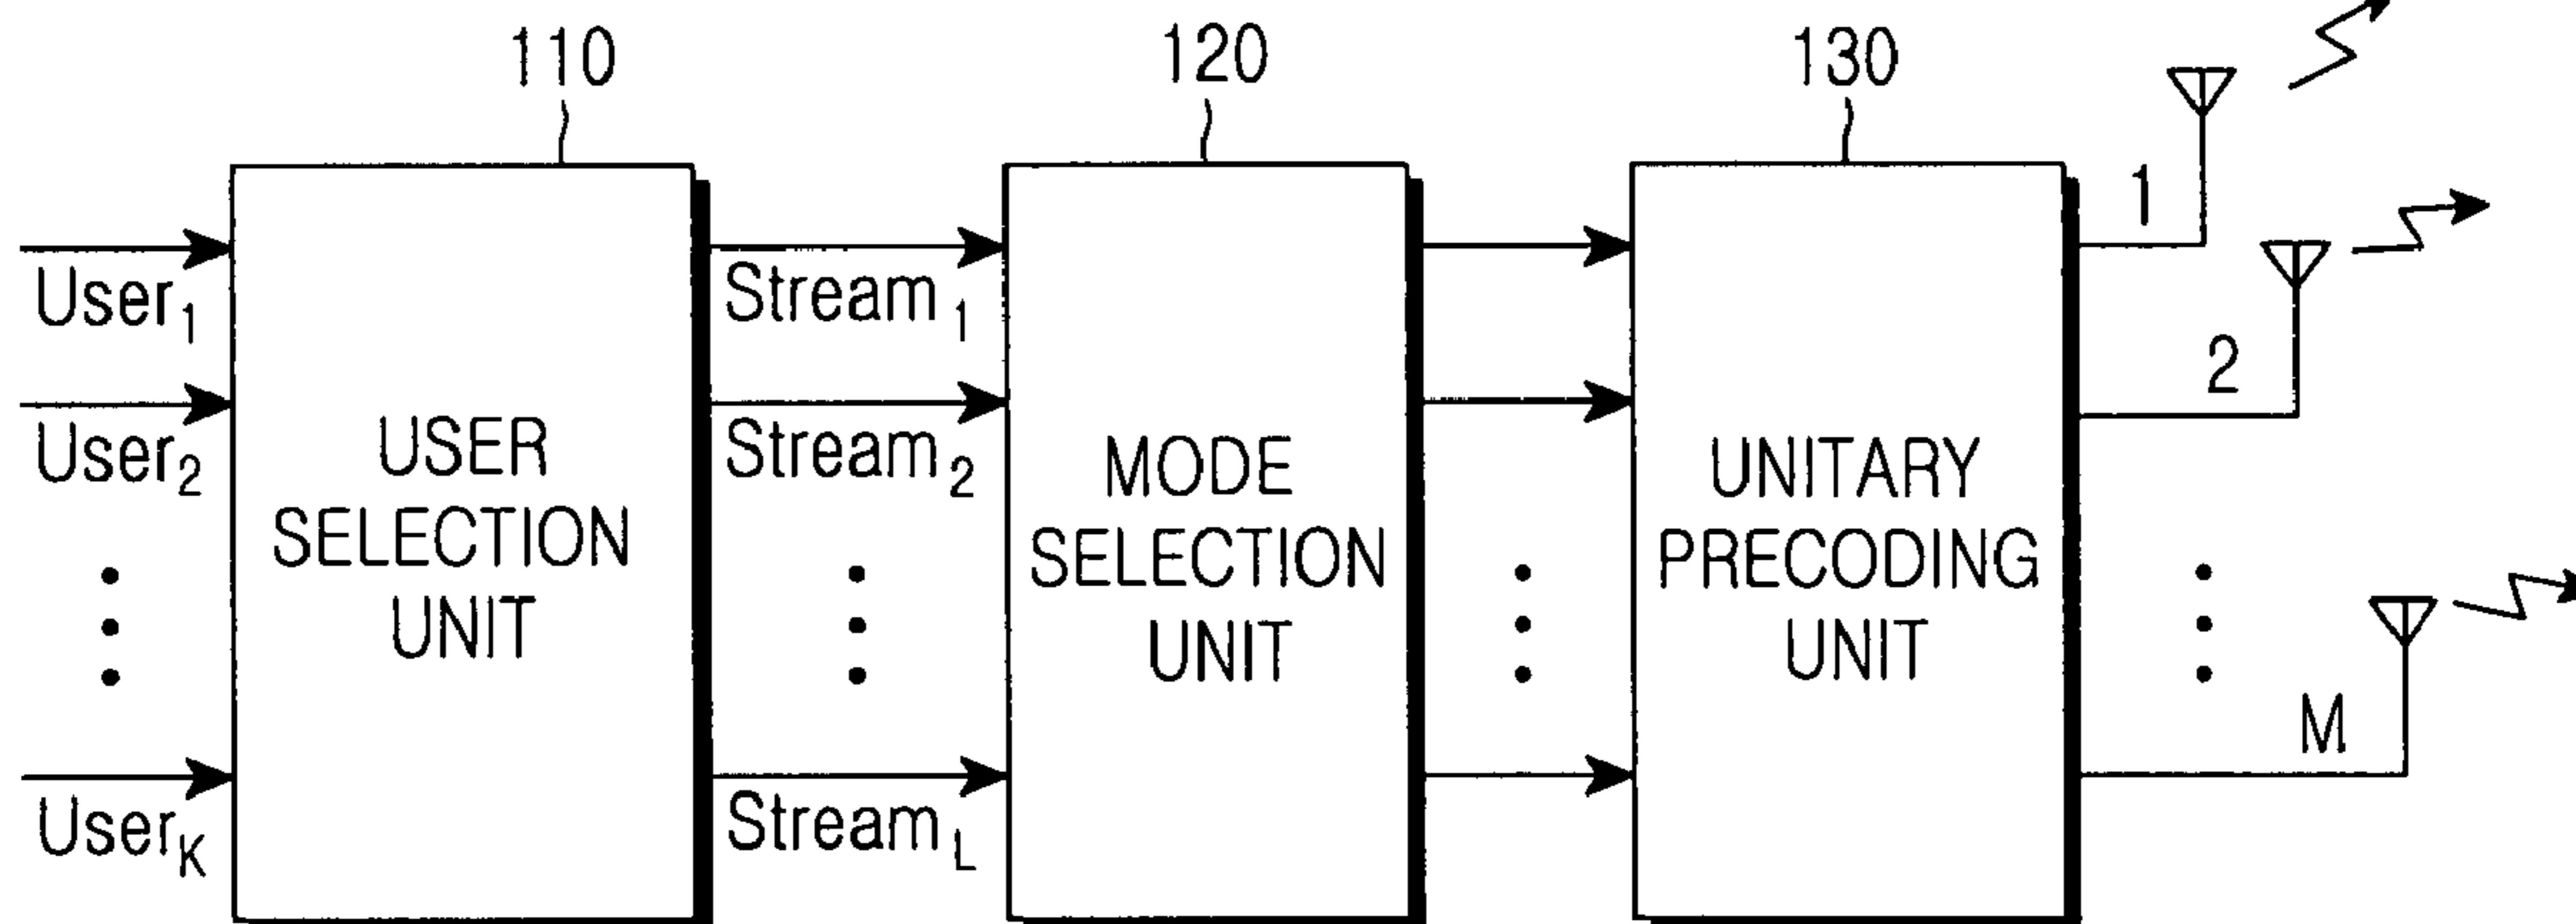 110
120
130
User1
User2
UserK
USER
SELECTION
UNIT
Stream1
Stream2
StreamL
MODE
SELECTION
UNIT
UNITARY
PRECODING
UNIT
1
2
M